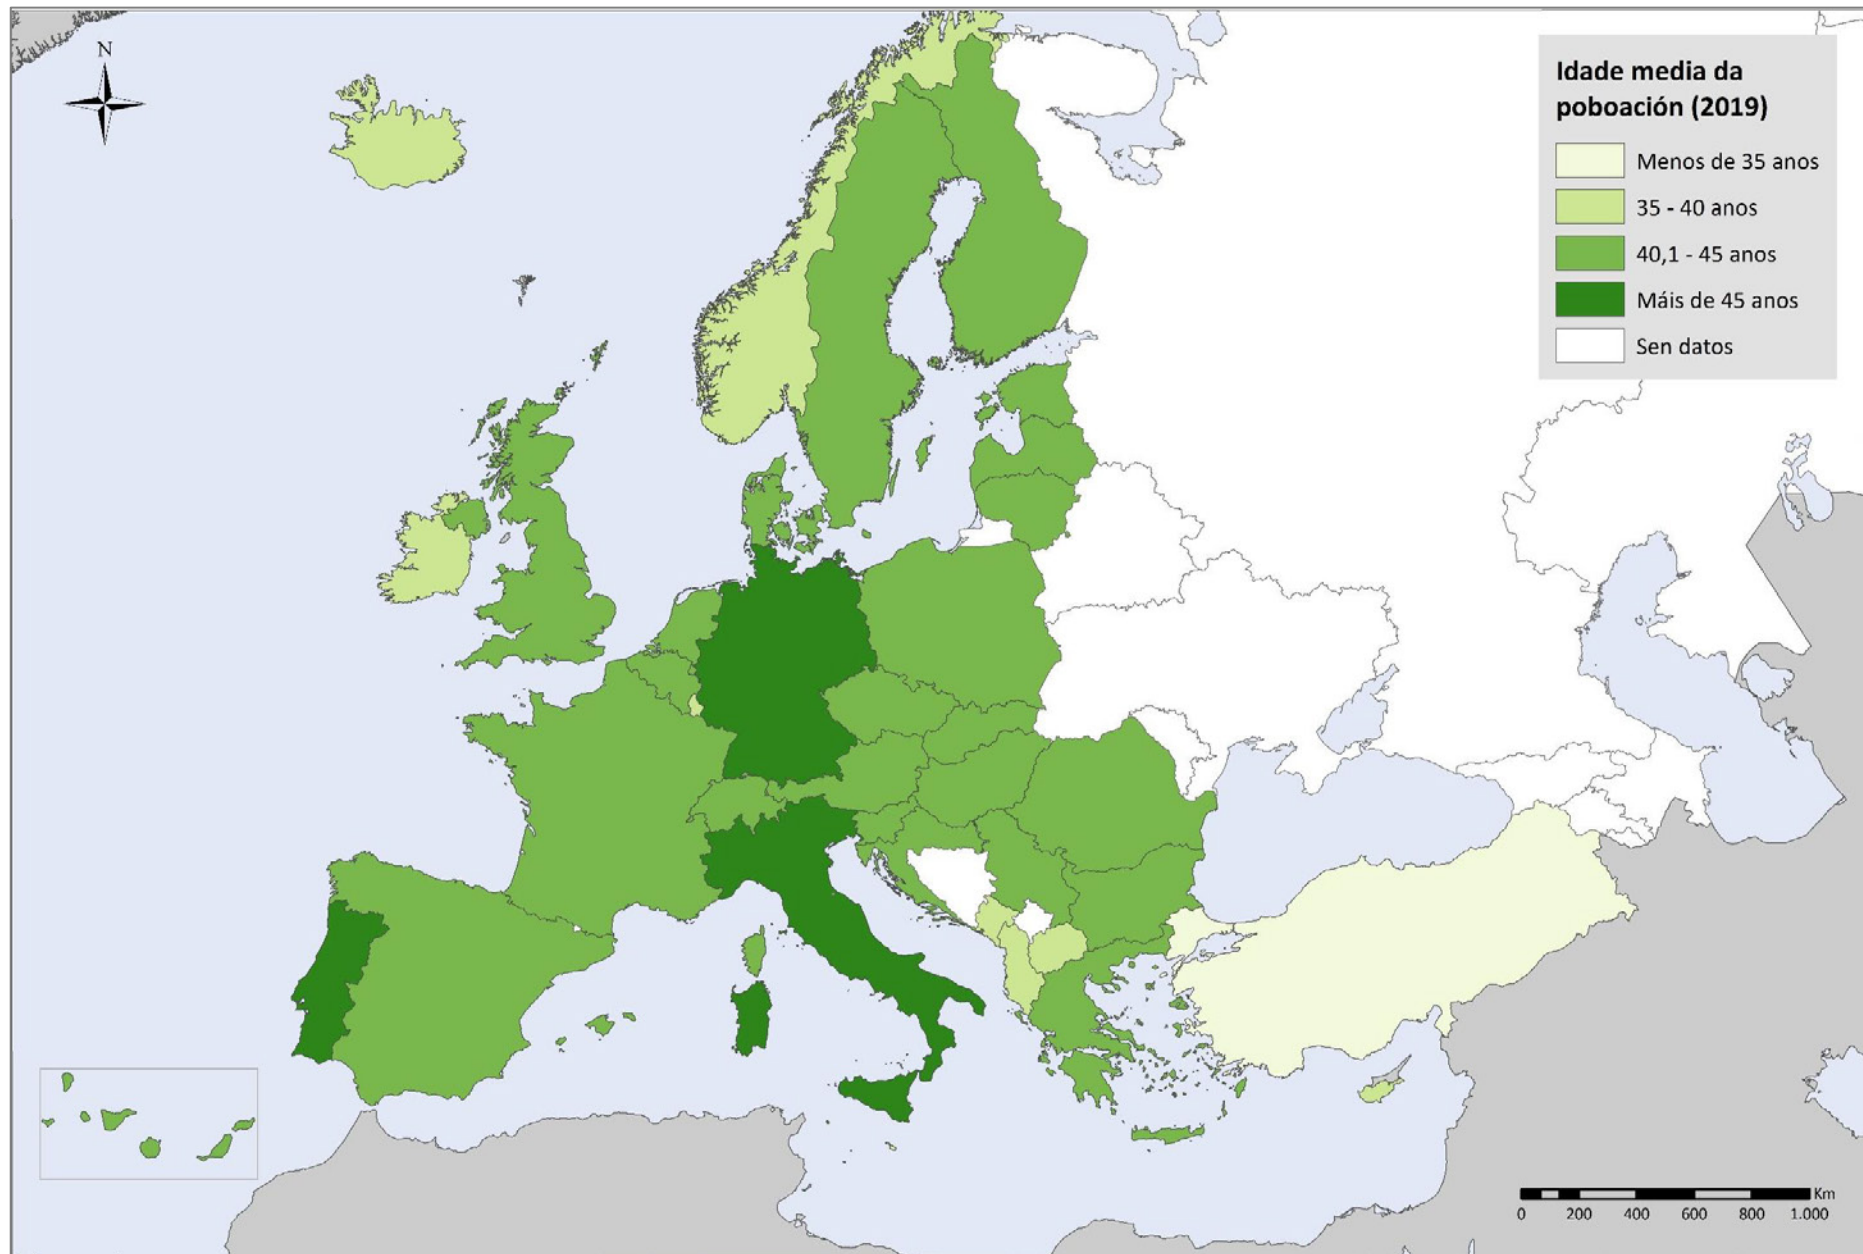 N
Idade media da
poboación (2019)
Menos de 35 anos
35 - 40 anos
40,1 - 45 anos
Máis de 45 anos
Sen datos
Km
0 200 400 600 800 1.000